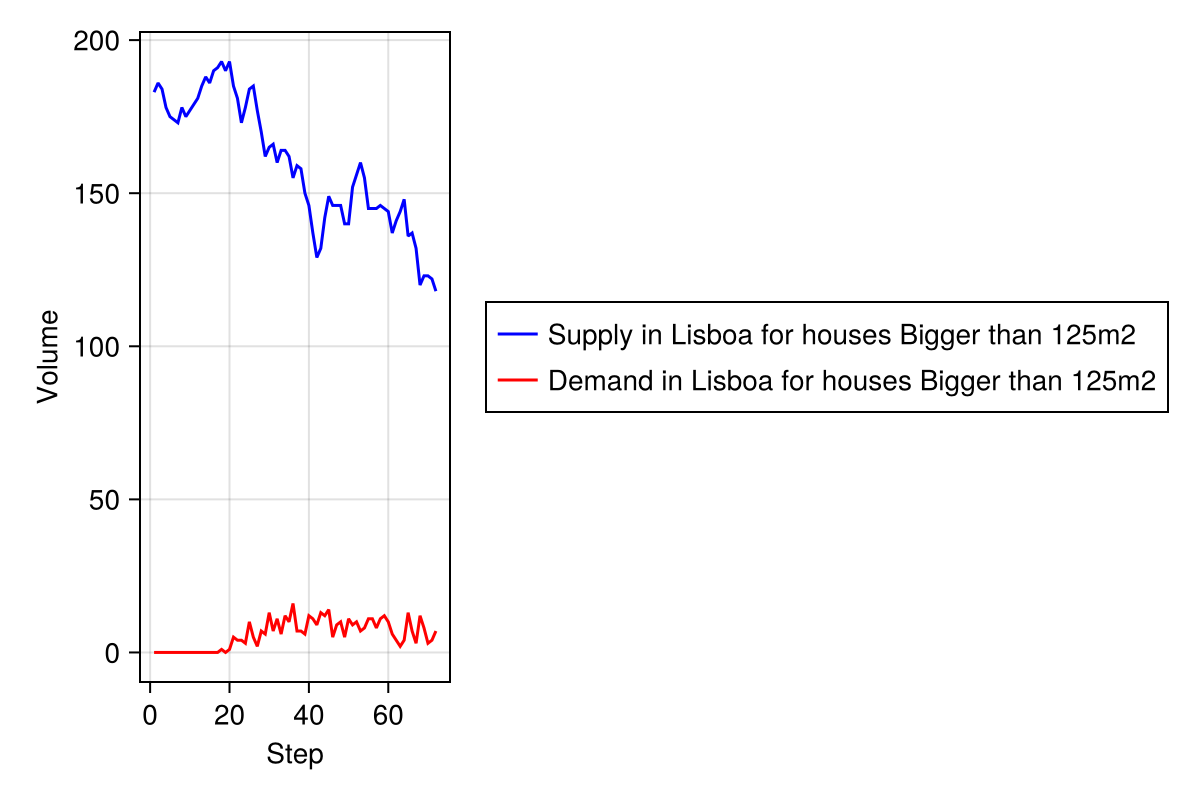 200
150
100
50
0
Volume
0 20 40 60
Step
Supply in Lisboa for houses Bigger than 125m2
Demand in Lisboa for houses Bigger than 125m2